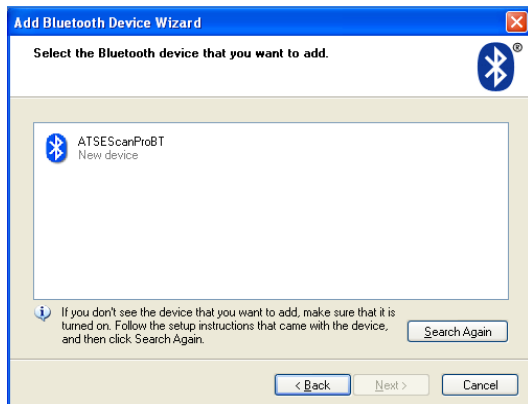 Add Bluetooth Device Wizard
Select the Bluetooth device that you want to add.
®
ATSEScanProBT
New device
If you don't see the device that you want to add, make sure that it is
turned on. Follow the setup instructions that came with the device,
and then click Search Again.
Search Again
< Back
Next >
Cancel